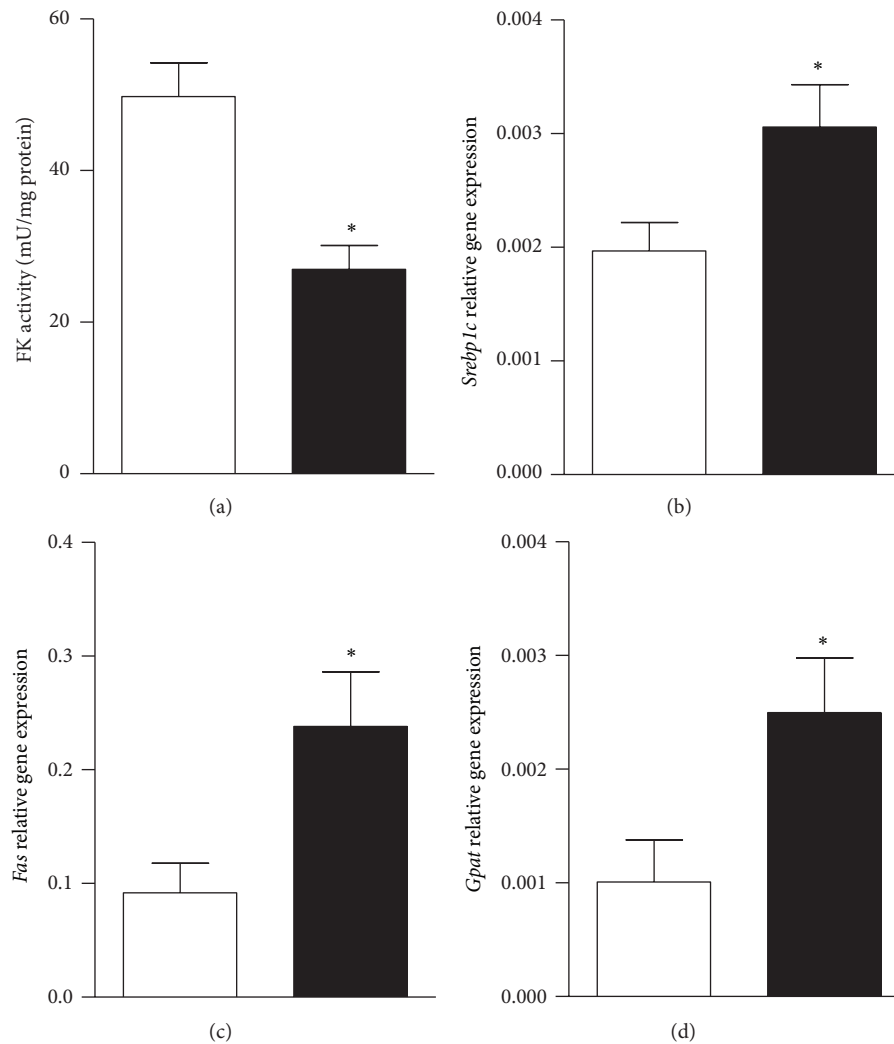 60
40
20
0
FK activity (mU/mg protein)
*
(a)
0.004
0.003
0.002
0.001
0.000
Srebp1c relative gene expression
*
(b)
0.4
0.3
0.2
0.1
0.0
Fas relative gene expression
*
(c)
0.004
0.003
0.002
0.001
0.000
Gpat relative gene expression
*
(d)